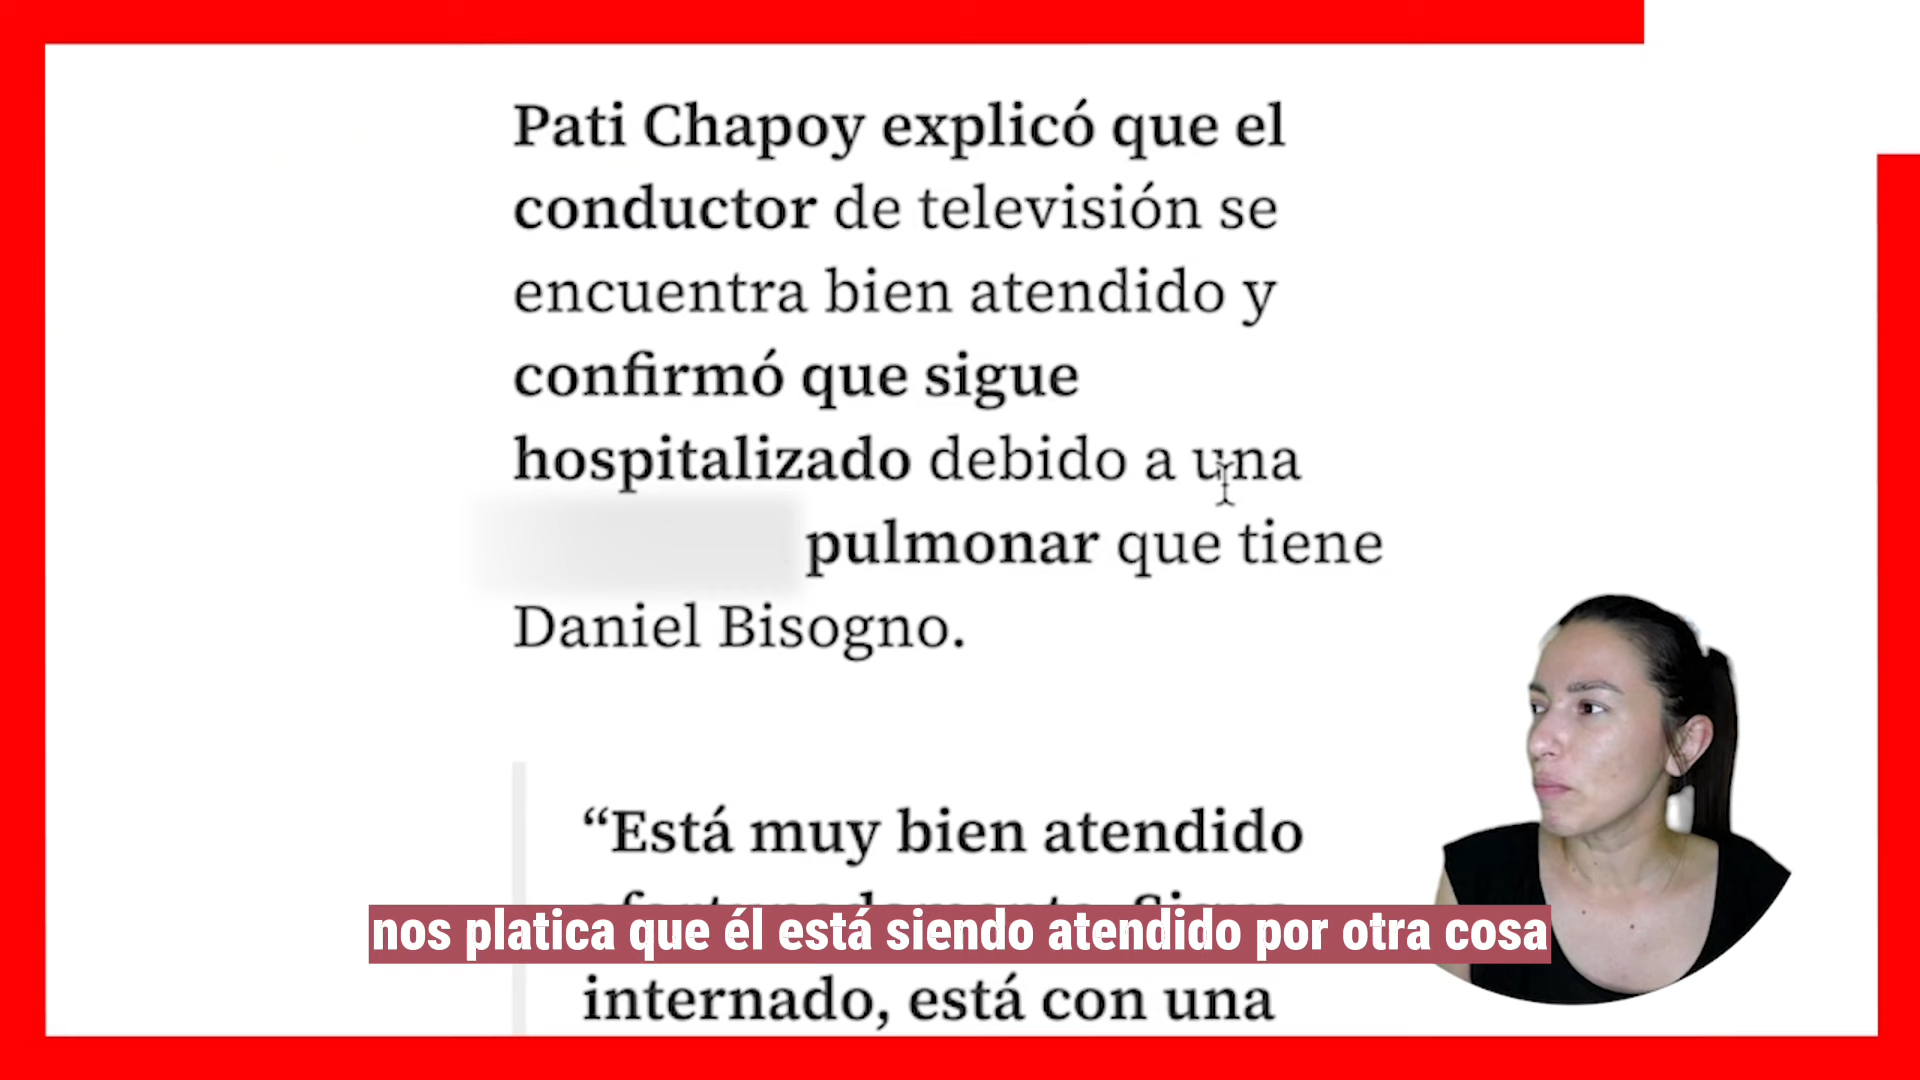 Pati Chapoy explicó que el
conductor de televisión se
encuentra bien atendido y
confirmó que sigue
hospitalizado debido a una
pulmonar que tiene
Daniel Bisogno.
“Está muy bien atendido
nos platica que él está siendo atendido por otra cosa
internado, está con una